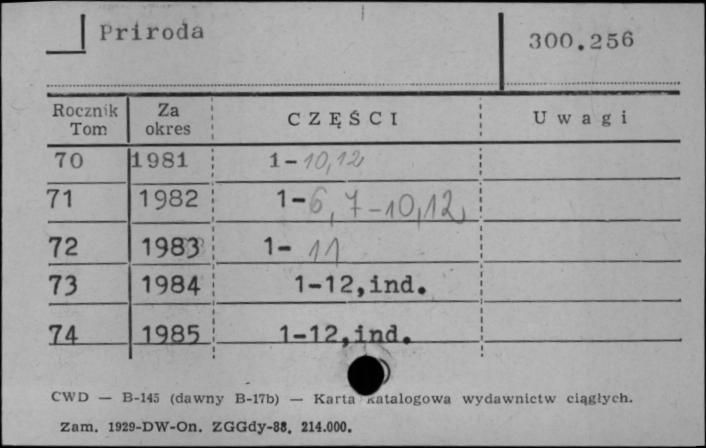 Priroda
300.256
Rocznik Tom Za okres CZĘŚCI Uwagi
70 1981 1-10,12
71 1982 1-6, 7-10,12,
72 1983 1-11
73 1984 1-12,ind.
74 1985 1-12,ind.
CWD — B-145 (dawny B-17b) — Karta katalogowa wydawnictw ciągłych.
Zam. 1929-DW-On. ZGGdy-88. 214.000.